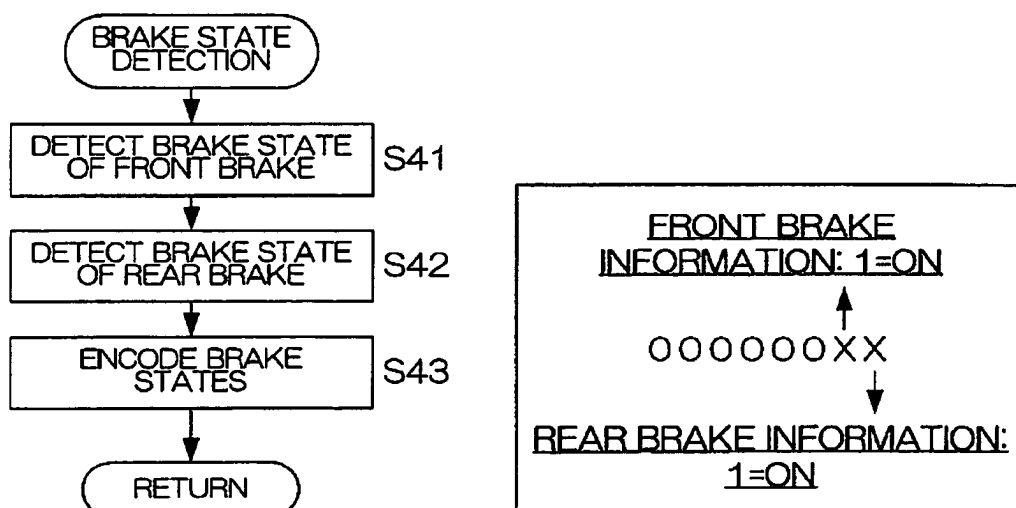 BRAKE STATE
DETECTION
DETECT BRAKE STATE
OF FRONT BRAKE
S41
DETECT BRAKE STATE
OF REAR BRAKE
S42
ENCODE BRAKE
STATES
S43
RETURN
FRONT BRAKE
INFORMATION: 1=ON
000000XX
REAR BRAKE INFORMATION:
1=ON